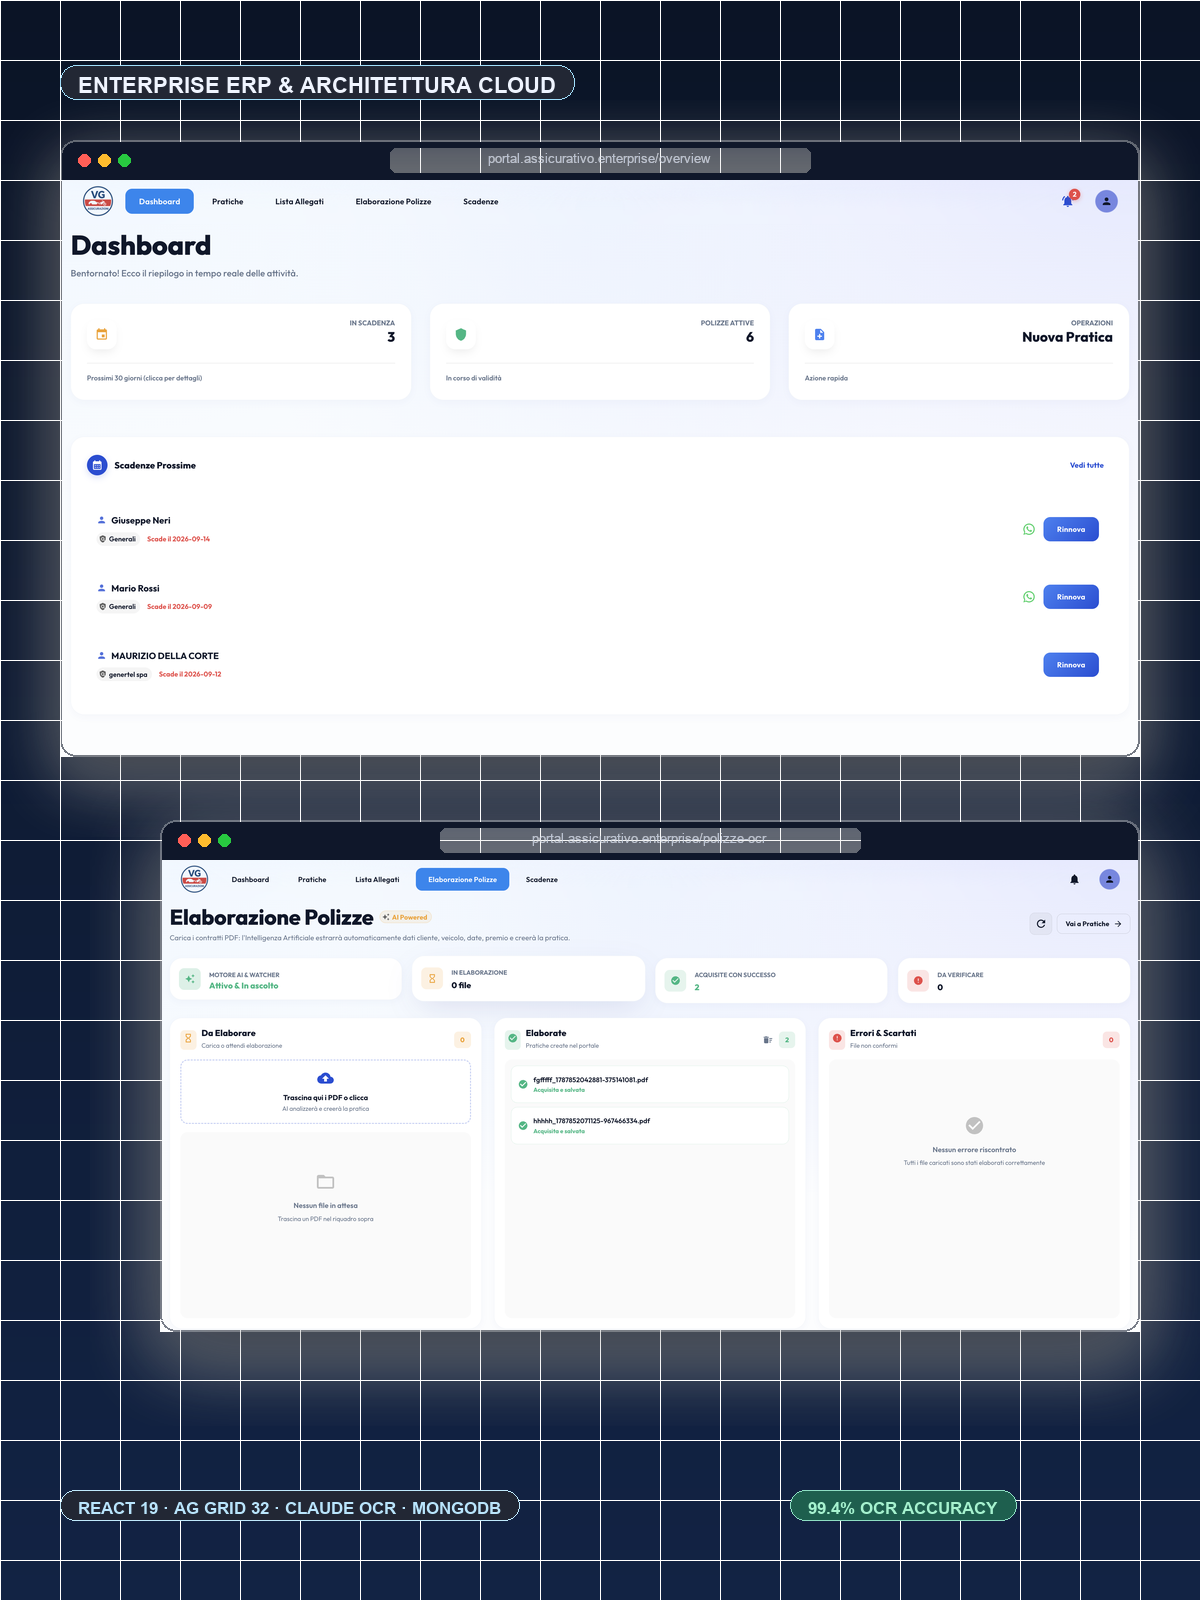 ENTERPRISE ERP & ARCHITETTURA CLOUD
portal.assicurativo.enterprise/overview
VG
ASSICURAZIONI
Dashboard
Pratiche
Lista Allegati
Elaborazione Polizze
Scadenze
2
Dashboard
Bentornato! Ecco il riepilogo in tempo reale delle attività.
IN SCADENZA
3
Prossimi 30 giorni (clicca per dettagli)
POLIZZE ATTIVE
6
In corso di validità
OPERAZIONI
Nuova Pratica
Azione rapida
Scadenze Prossime
Vedi tutte
Giuseppe Neri
Generali Scade il 2026-09-14
Rinnova
Mario Rossi
Generali Scade il 2026-09-09
Rinnova
MAURIZIO DELLA CORTE
genertel spa Scade il 2026-09-12
Rinnova
portal.assicurativo.enterprise/polizze-ocr
VG
Dashboard
Pratiche
Lista Allegati
Elaborazione Polizze
Scadenze
Elaborazione Polizze AI Powered
Carica i contratti PDF: l'Intelligenza Artificiale estrarrà automaticamente dati cliente, veicolo, date, premio e creerà la pratica.
Vai a Pratiche →
MOTORE AI & WATCHER
Attivo & In ascolto
IN ELABORAZIONE
0 file
ACQUISITE CON SUCCESSO
2
DA VERIFICARE
0
Da Elaborare
Carica o attendi elaborazione
0
Trascina qui i PDF o clicca
AI analizzerà e creerà la pratica
Nessun file in attesa
Trascina un PDF nel riquadro sopra
Elaborate
Pratiche create nel portale
2
fgfffff_1787852042881-375141081.pdf
Acquisita e salvata
hhhhh_1787852071125-967466334.pdf
Acquisita e salvata
Errori & Scartati
File non conformi
0
Nessun errore riscontrato
Tutti i file caricati sono stati elaborati correttamente
REACT 19 · AG GRID 32 · CLAUDE OCR · MONGODB
99.4% OCR ACCURACY